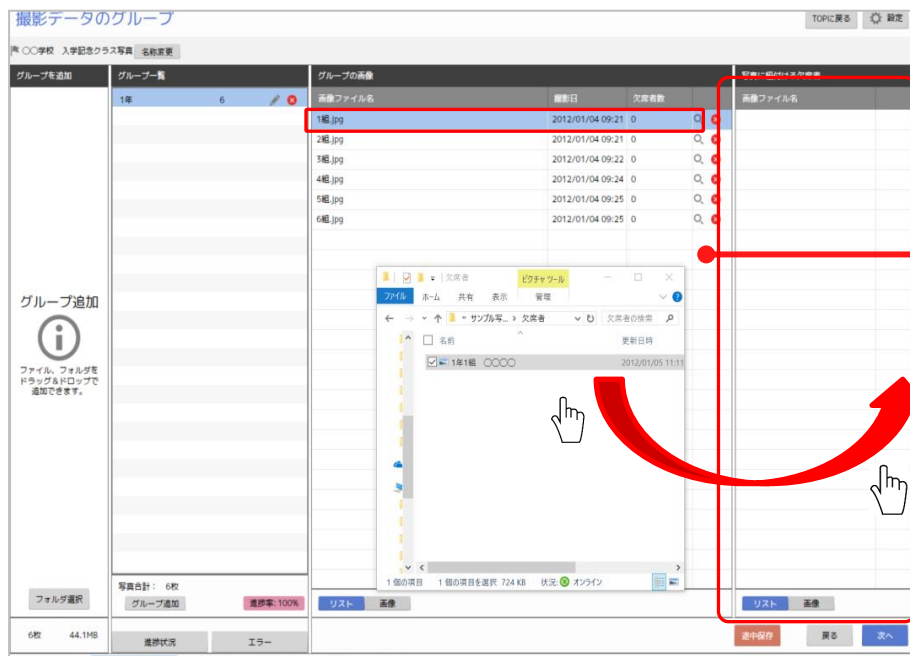 撮影データのグループ
TOPに戻る
設定
〇〇学校 入学記念クラス写真 名称変更
グループを追加
グループ一覧
グループの画像
写真に紐付ける欠席者
1年 6
画像ファイル名 撮影日 欠席者数
画像ファイル名
1組.jpg 2012/01/04 09:21 0
2組.jpg 2012/01/04 09:21 0
3組.jpg 2012/01/04 09:22 0
4組.jpg 2012/01/04 09:24 0
5組.jpg 2012/01/04 09:25 0
6組.jpg 2012/01/04 09:25 0
グループ追加
ファイル、フォルダを
ドラッグ&ドロップで
追加できます。
欠席者 ピクチャ ツール
ファイル ホーム 共有 表示 管理
« サンプル写... > 欠席者 欠席者の検索
名前 更新日時
1年1組 〇〇〇〇 2012/01/05 11:11
1 個の項目 1 個の項目を選択 724 KB 状況: オンライン
フォルダ選択
写真合計: 6枚
グループ追加 進捗率:100%
リスト 画像
リスト 画像
6枚 44.1MB
進捗状況 エラー
途中保存 戻る 次へ